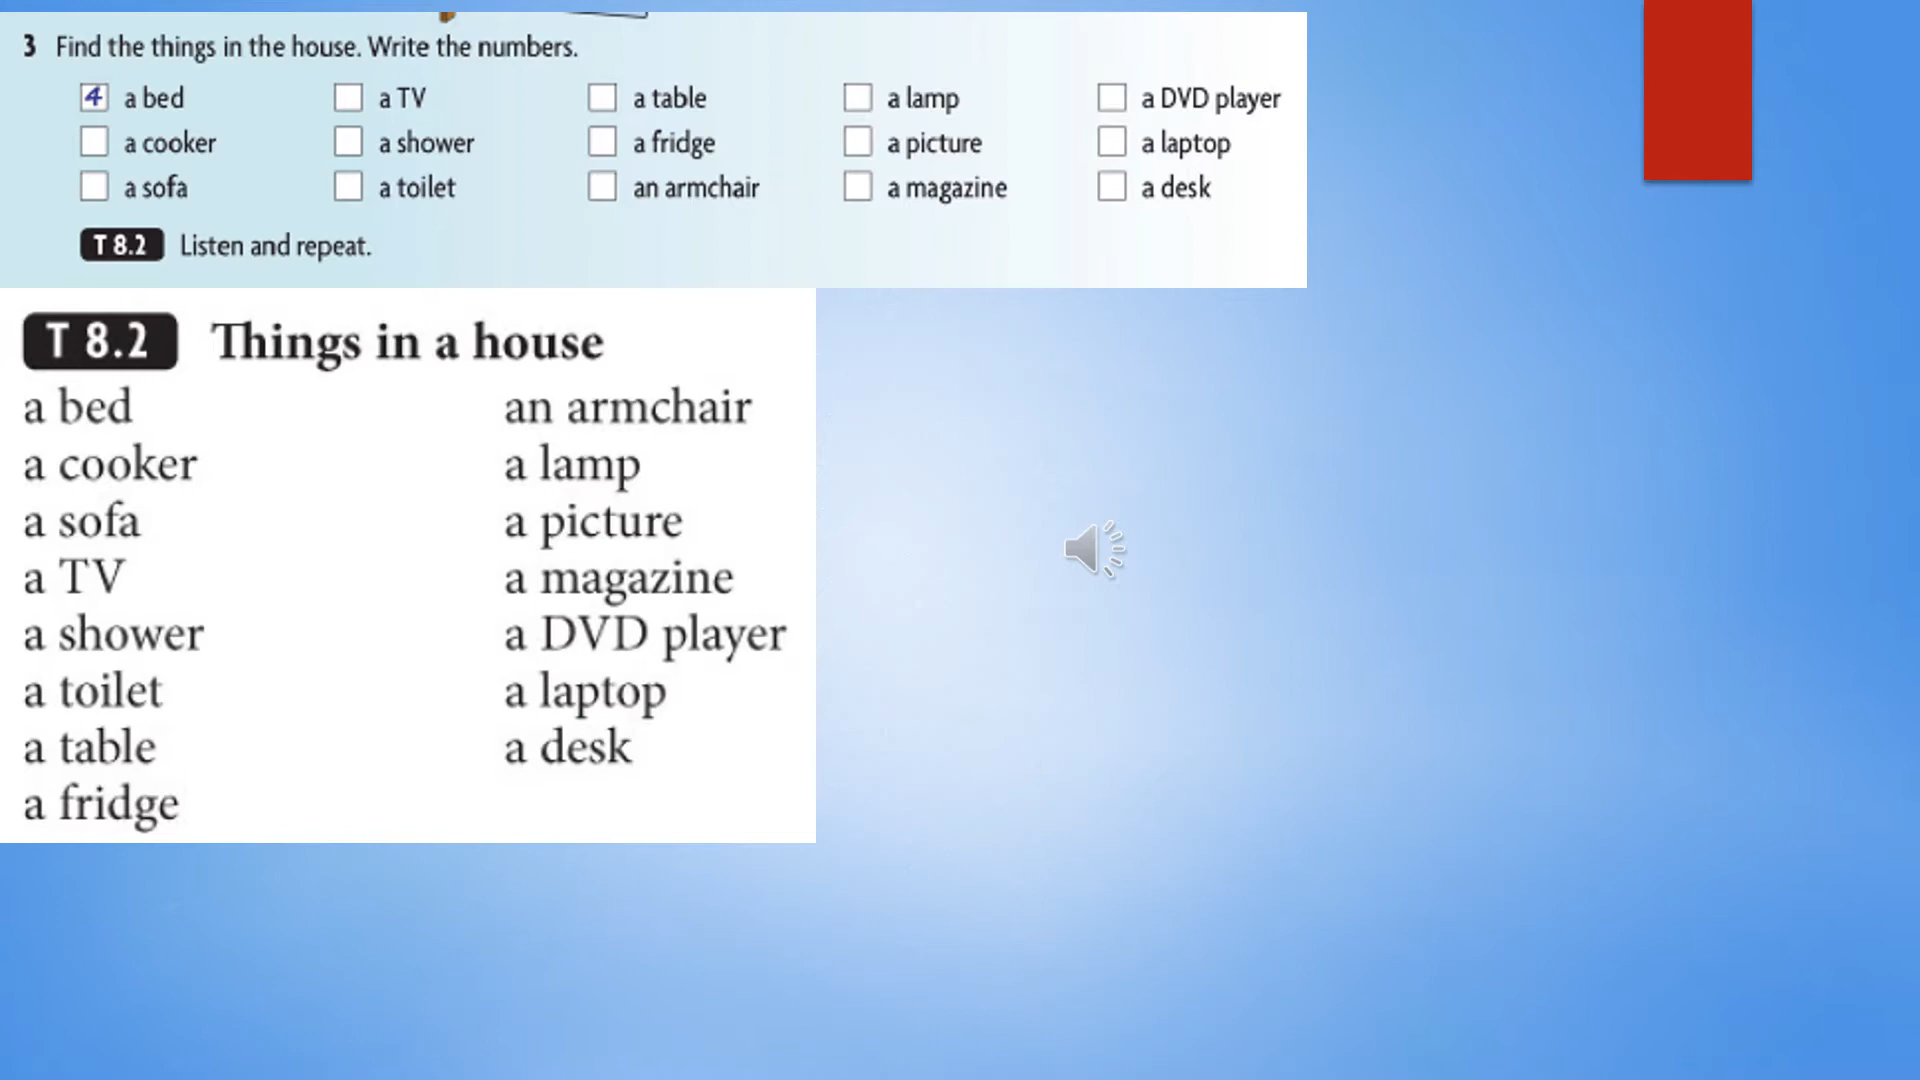 3 Find the things in the house. Write the numbers.
4 a bed a TV a table a lamp a DVD player
a cooker a shower a fridge a picture a laptop
a sofa a toilet an armchair a magazine a desk
T 8.2 Listen and repeat.
T 8.2 Things in a house
a bed
a cooker
a sofa
a TV
a shower
a toilet
a table
a fridge
an armchair
a lamp
a picture
a magazine
a DVD player
a laptop
a desk